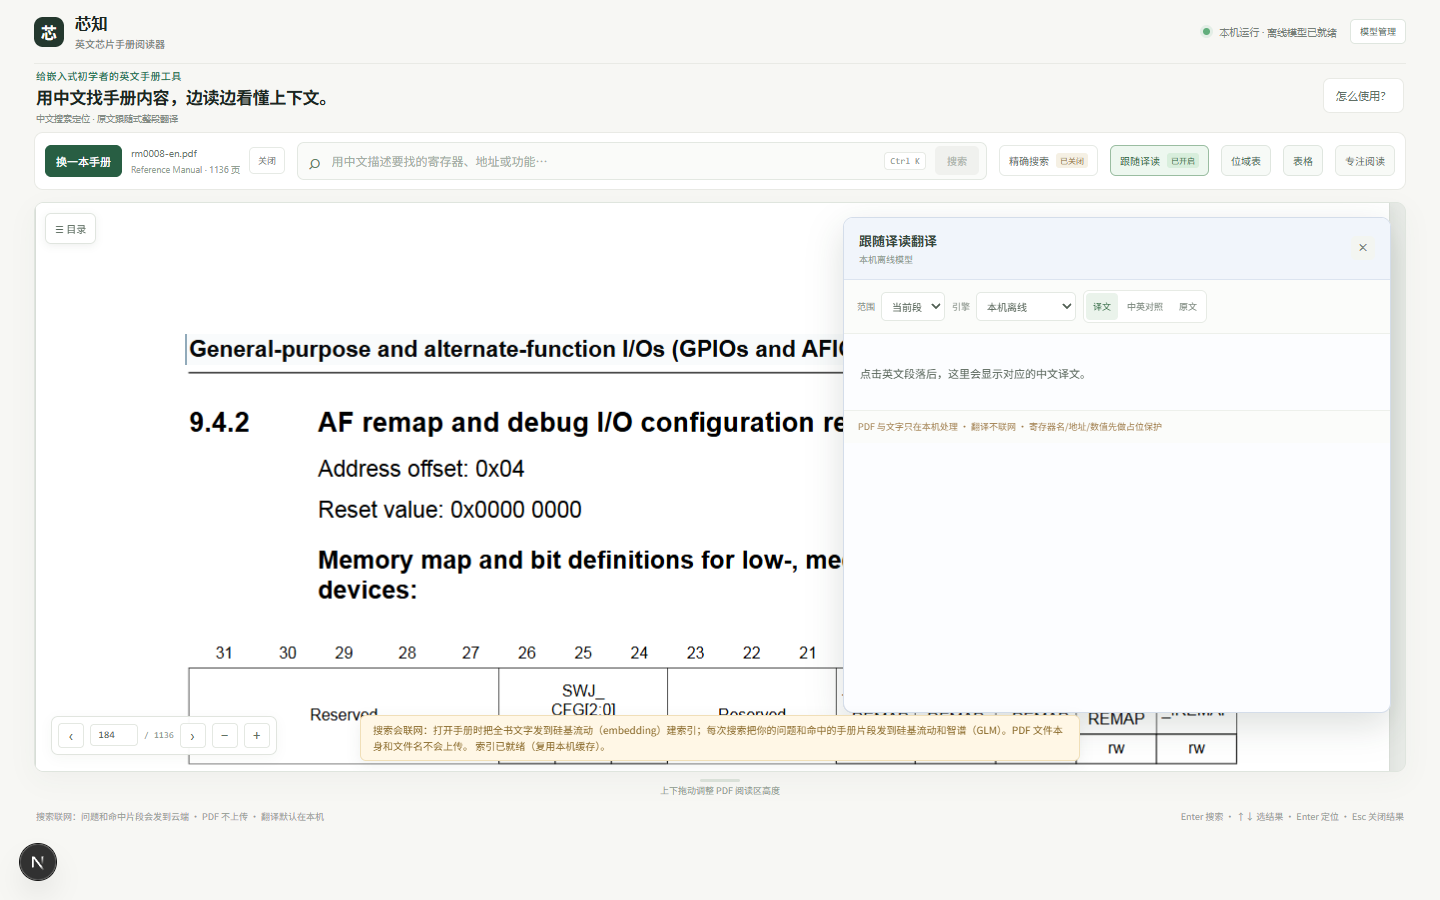 芯
芯知
英文芯片手册阅读器
本机运行 · 离线模型已就绪
模型管理
给嵌入式初学者的英文手册工具
用中文找手册内容，边读边看懂上下文。
中文搜索定位 · 原文跟随式整段翻译
怎么使用？
换一本手册
rm0008-en.pdf
Reference Manual · 1136 页
关闭
用中文描述要找的寄存器、地址或功能…
Ctrl K
搜索
精确搜索 已关闭
跟随译读 已开启
位域表
表格
专注阅读
☰ 目录
General-purpose and alternate-function I/Os (GPIOs and AFI
9.4.2 AF remap and debug I/O configuration re
Address offset: 0x04
Reset value: 0x0000 0000
Memory map and bit definitions for low-, me
devices:
31 30 29 28 27 26 25 24 23 22 21
Reserved
SWJ_
CFG[2:0]
Reserved
REMAP
rw rw
跟随译读翻译
本机离线模型
×
范围 当前段 引擎 本机离线 译文 中英对照 原文
点击英文段落后，这里会显示对应的中文译文。
PDF 与文字只在本机处理 · 翻译不联网 · 寄存器名/地址/数值先做占位保护
‹ 184 / 1136 › − +
搜索会联网：打开手册时把全书文字发到硅基流动（embedding）建索引；每次搜索把你的问题和命中的手册片段发到硅基流动和智谱（GLM）。PDF 文件本
身和文件名不会上传。 索引已就绪（复用本机缓存）。
上下拖动调整 PDF 阅读区高度
搜索联网：问题和命中片段会发到云端 · PDF 不上传 · 翻译默认在本机
Enter 搜索 · ↑↓ 选结果 · Enter 定位 · Esc 关闭结果
N